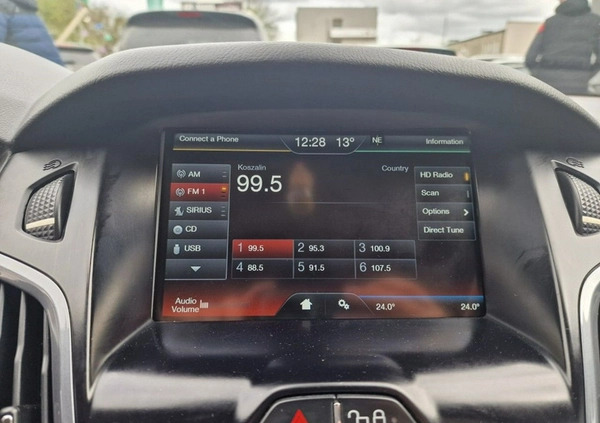 Connect a Phone 12:28 13° NE Information
AM
FM 1
SIRIUS
CD
USB
Koszalin Country
99.5
HD Radio
Scan
Options
Direct Tune
1 99.5 2 95.3 3 100.9
4 88.5 5 91.5 6 107.5
Audio
Volume
24.0° 24.0°